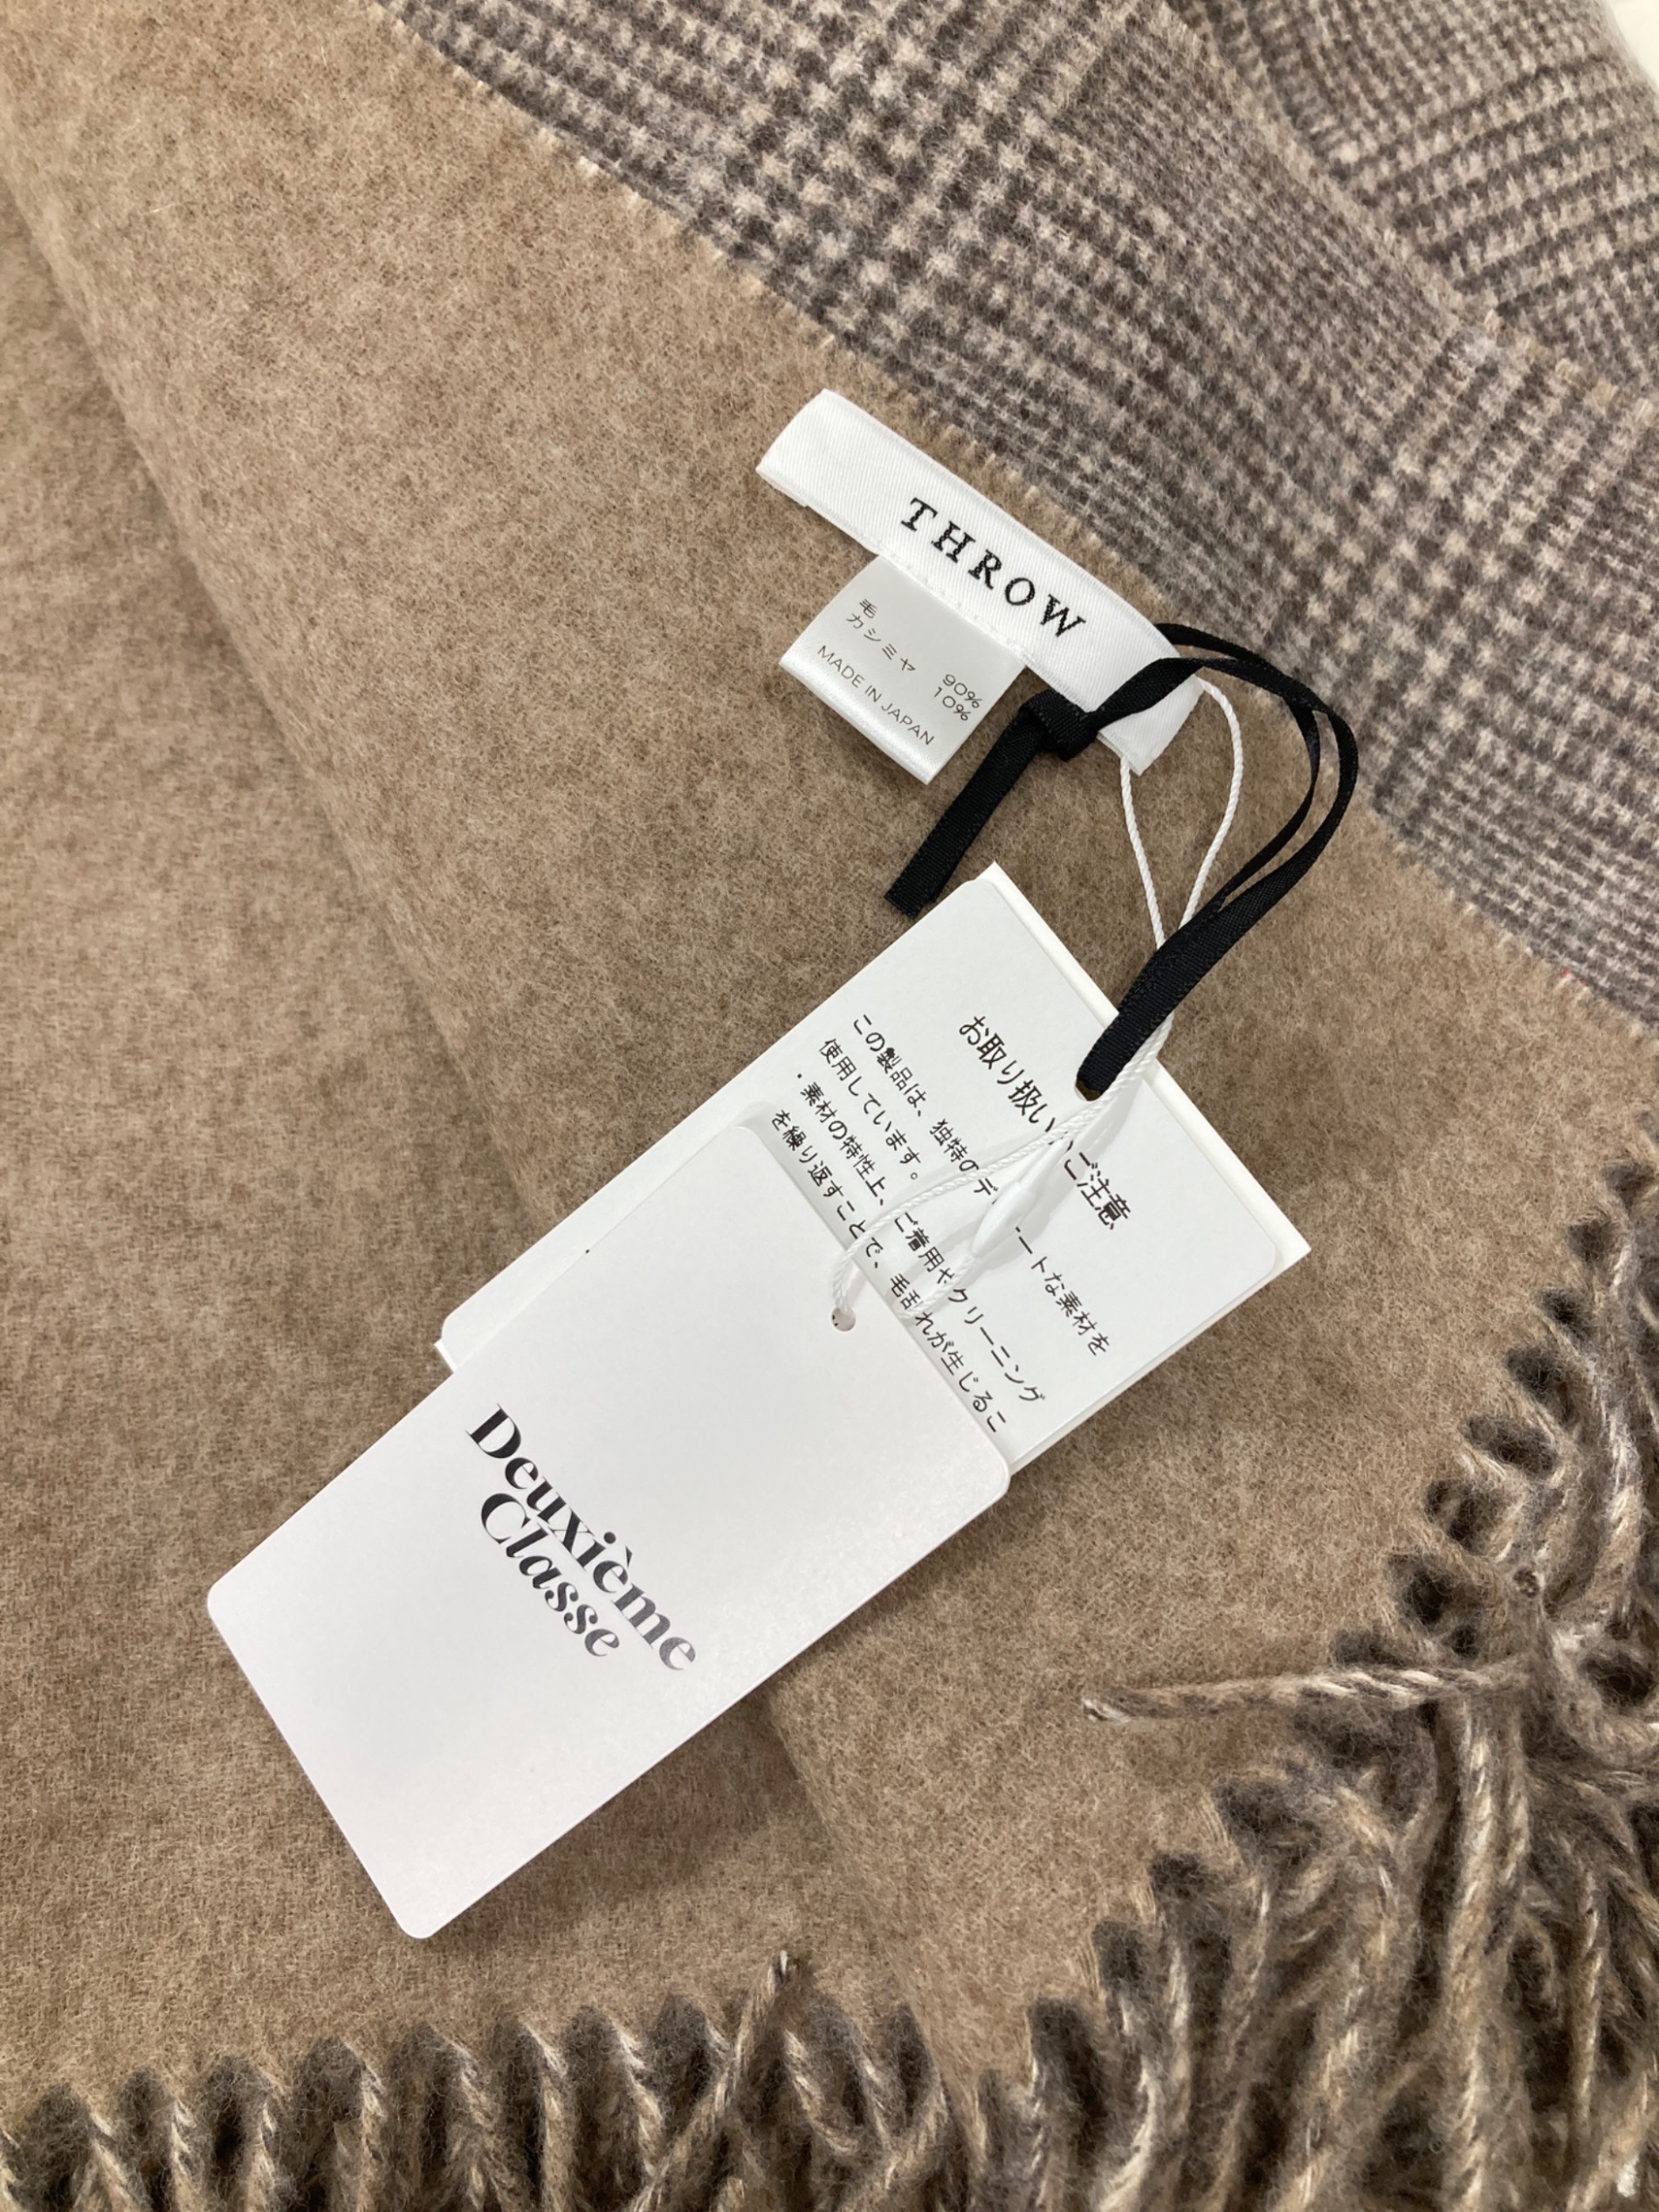 THROW
毛 90%
カシミヤ 10%
MADE IN JAPAN
お取り扱い ご注意
この製品は、独特のデ ートな素材を
使用しています。
・素材の特性上、ご着用やクリーニング
を繰り返すことで、毛乱れが生じるこ
Deuxième
Classe